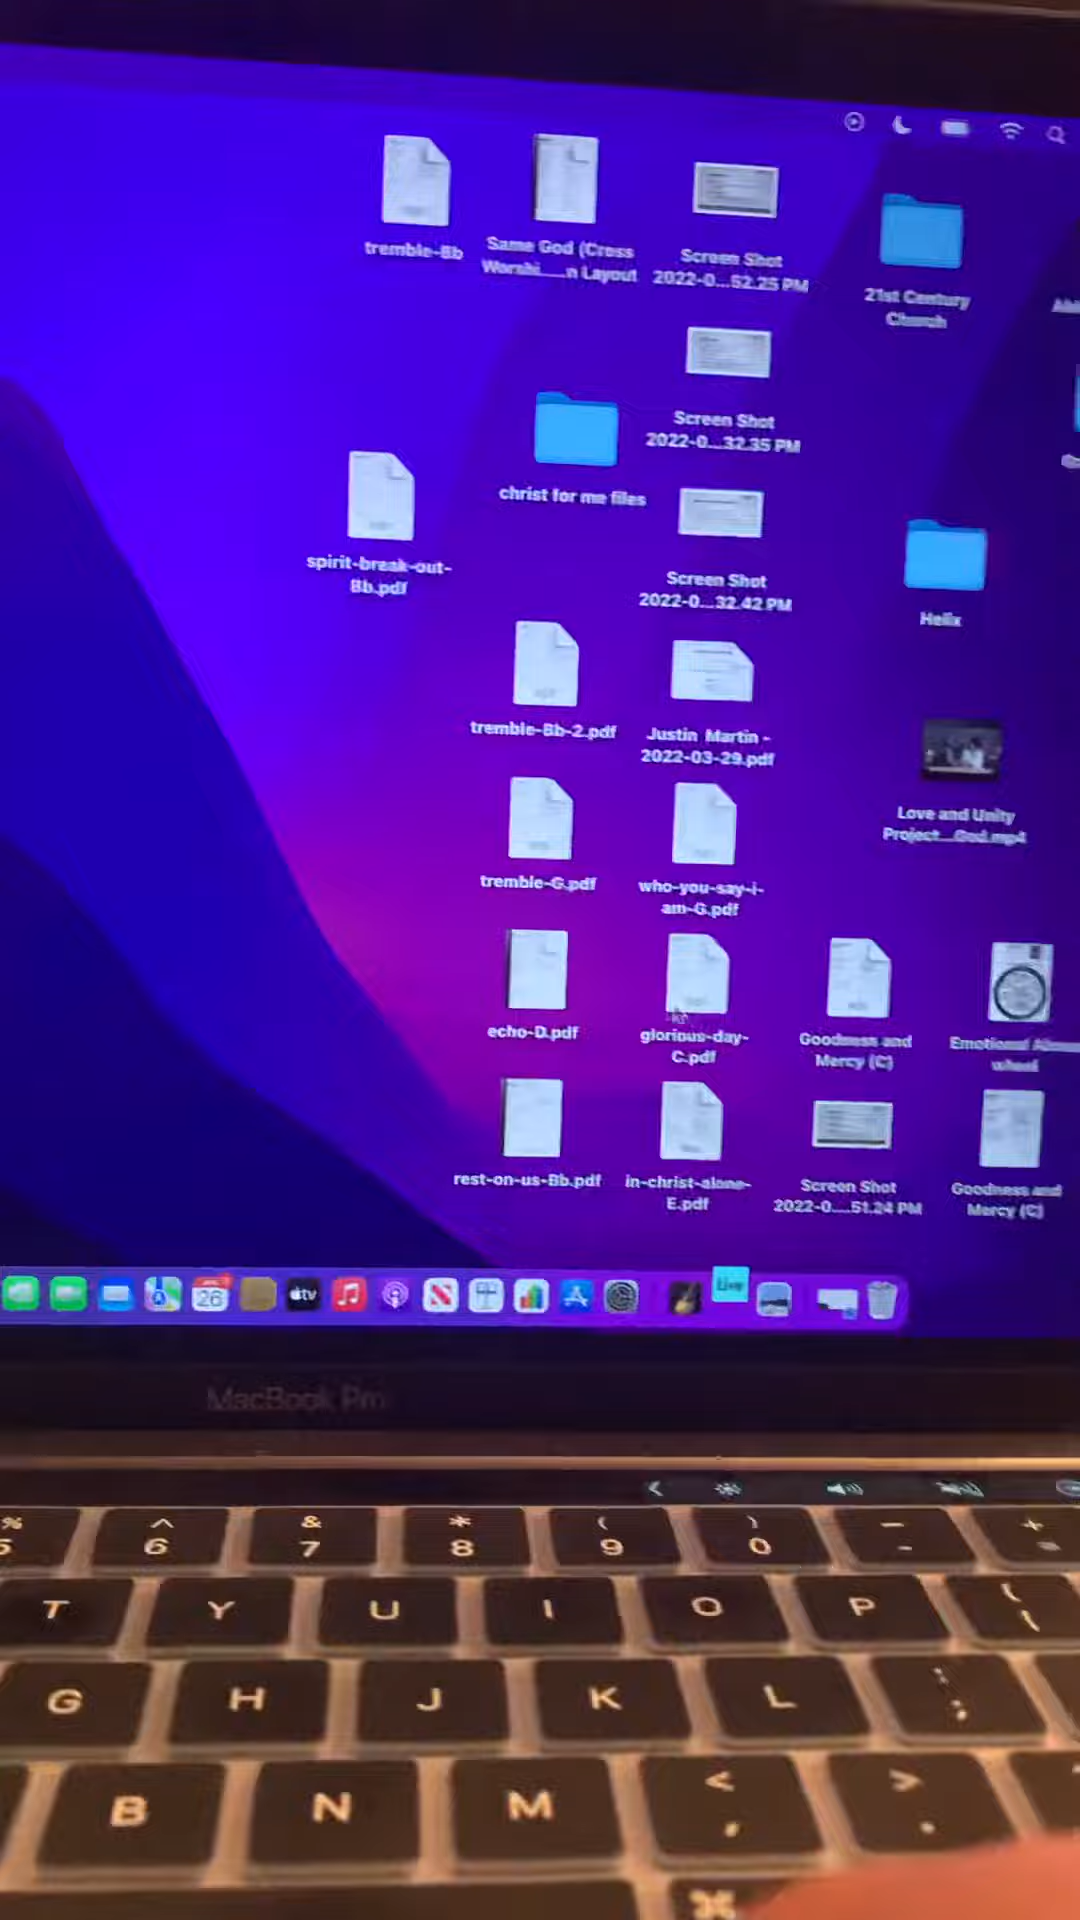 tremble-Bb
Same God (Cross
Worshi......n Layout
Screen Shot
2022-0...52.25 PM
21st Century
Church
Screen Shot
2022-0...32.35 PM
christ for me files
spirit-break-out-
Bb.pdf
Screen Shot
2022-0...32.42 PM
Helix
tremble-Bb-2.pdf
Justin Martin -
2022-03-29.pdf
Love and Unity
Project...God.mp4
tremble-G.pdf
who-you-say-i-
am-G.pdf
echo-D.pdf
glorious-day-
C.pdf
Goodness and
Mercy (C)
Emotional
wheel
rest-on-us-Bb.pdf
in-christ-alone-
E.pdf
Screen Shot
2022-0....51.24 PM
Goodness and
Mercy (C)
26
tv
Live
MacBook Pro
% ^ & * ( ) _ +
5 6 7 8 9 0 - =
T Y U I O P {
[
G H J K L :
;
B N M < >
, .
⌘